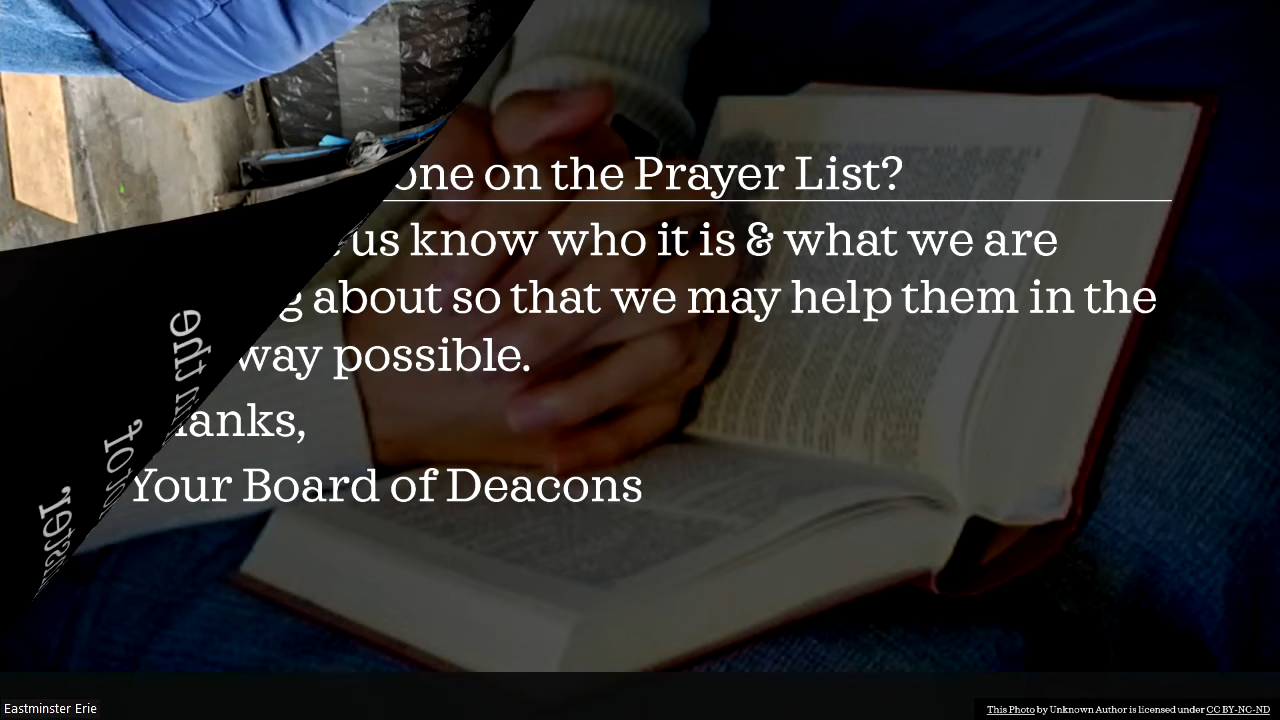 one on the Prayer List?
us know who it is & what we are
about so that we may help them in the
way possible.
Your Board of Deacons
in the
Eastminster Erie
This Photo by Unknown Author is licensed under CC BY-NC-ND